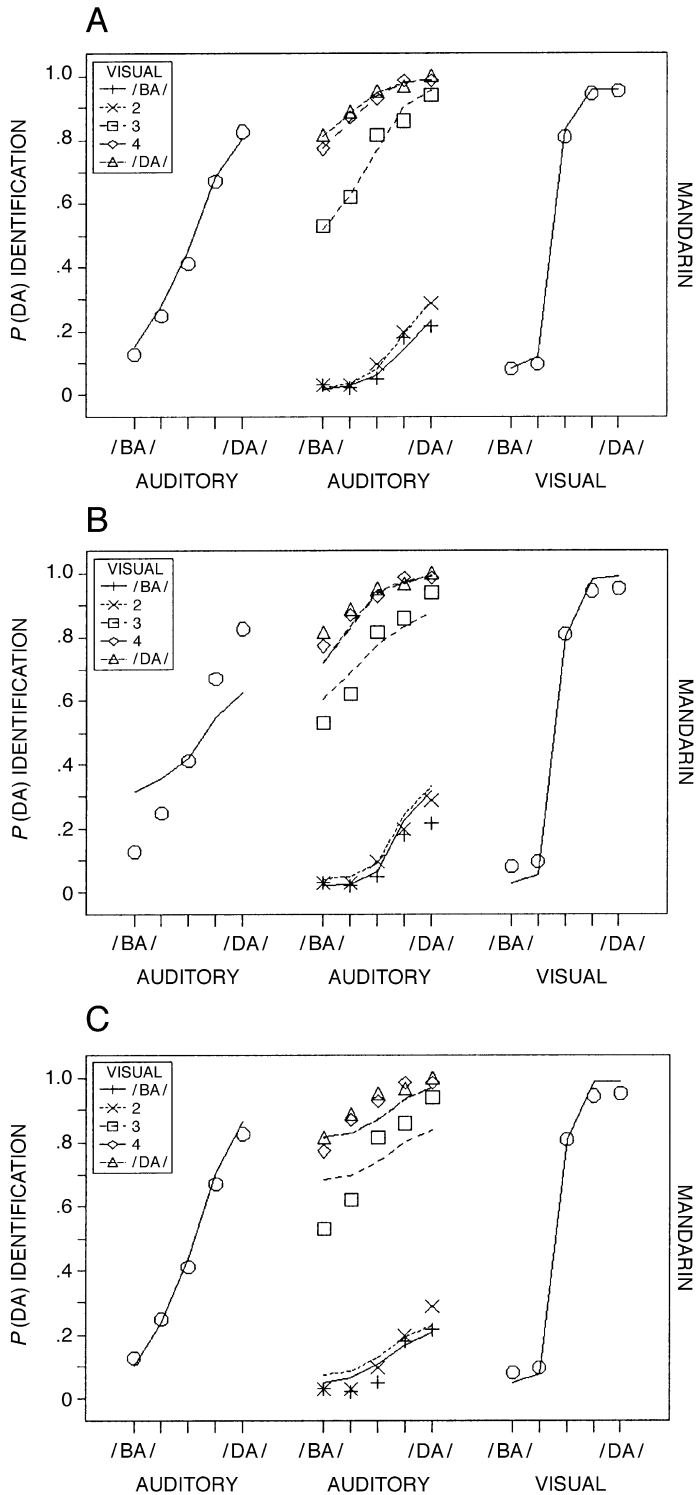 A
P(DA) IDENTIFICATION
1.0
.8
.6
.4
.2
0
VISUAL
/BA/
2
3
4
/DA/
MANDARIN
/BA/ /DA/ /BA/ /DA/ /BA/ /DA/
AUDITORY AUDITORY VISUAL
B
P(DA) IDENTIFICATION
1.0
.8
.6
.4
.2
0
VISUAL
/BA/
2
3
4
/DA/
MANDARIN
/BA/ /DA/ /BA/ /DA/ /BA/ /DA/
AUDITORY AUDITORY VISUAL
C
P(DA) IDENTIFICATION
1.0
.8
.6
.4
.2
0
VISUAL
/BA/
2
3
4
/DA/
MANDARIN
/BA/ /DA/ /BA/ /DA/ /BA/ /DA/
AUDITORY AUDITORY VISUAL